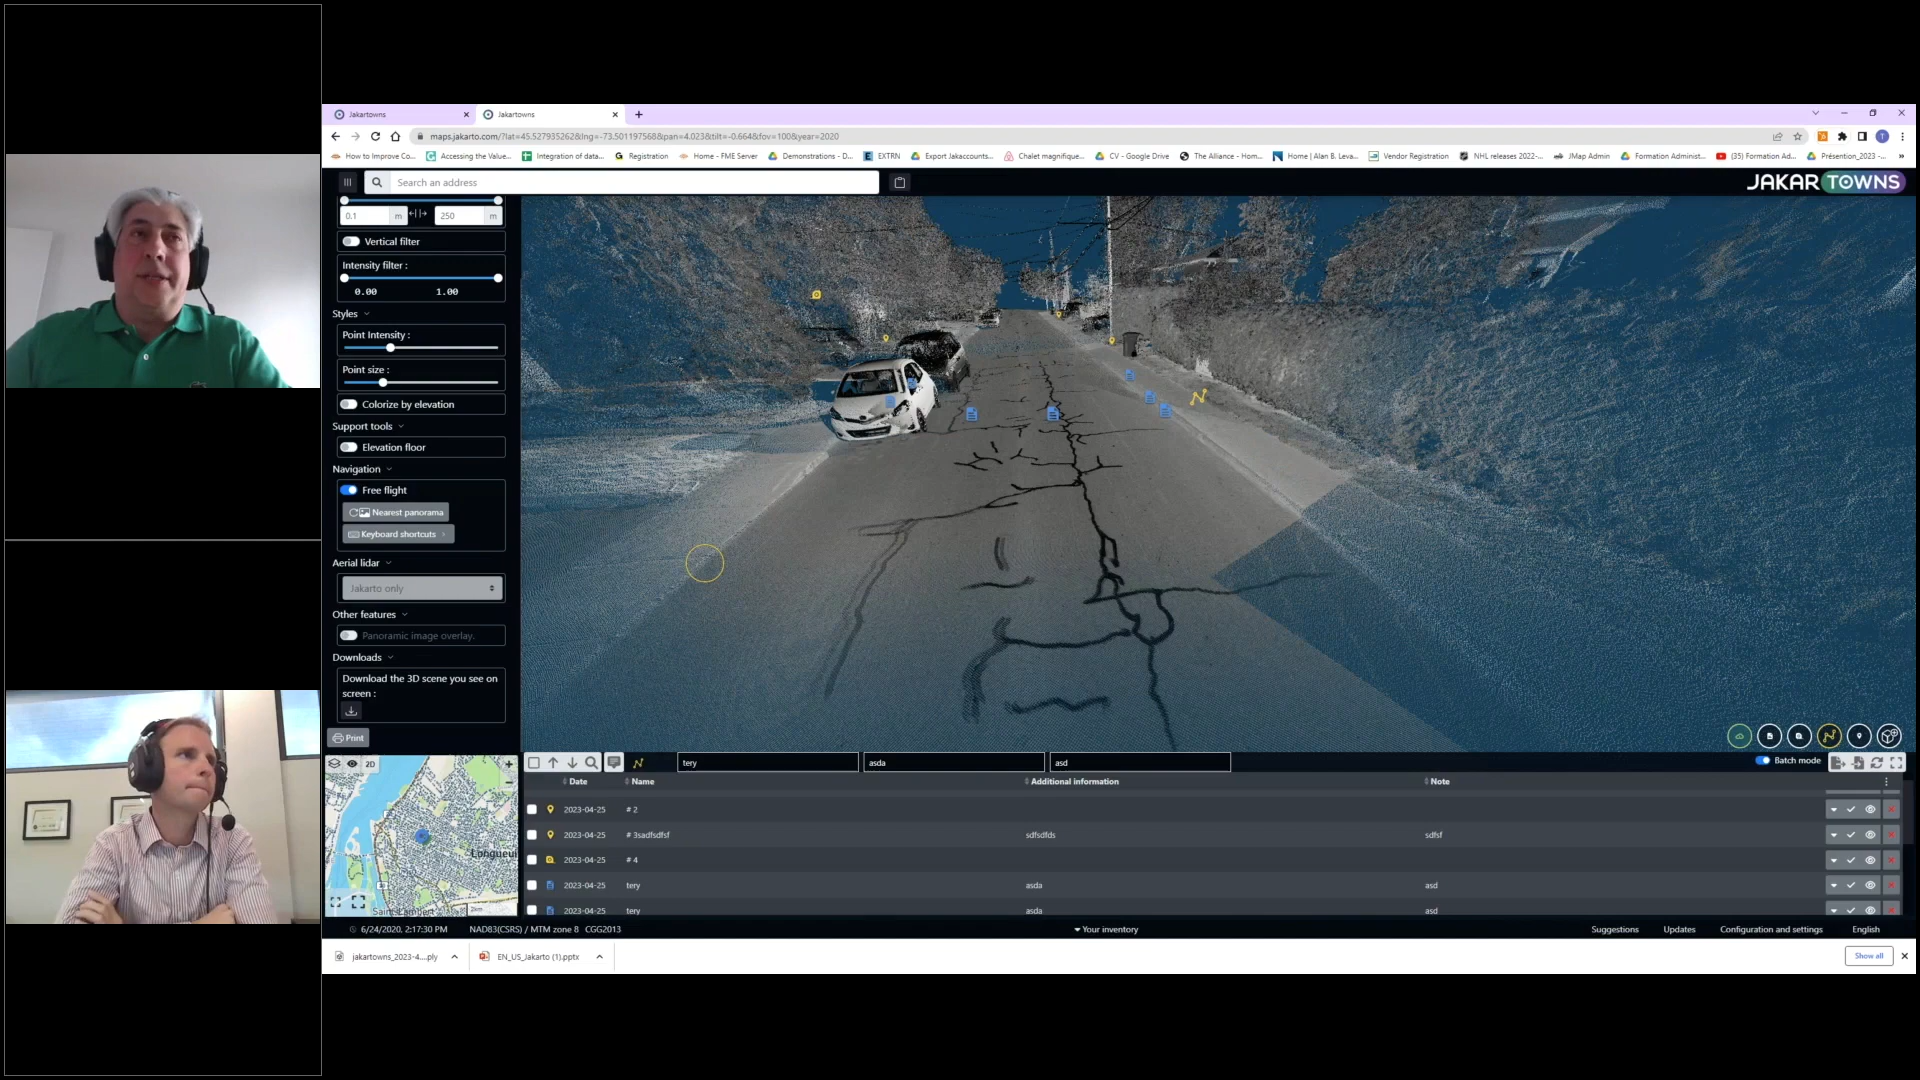 Jakartowns
Jakartowns
maps.jakarto.com/?lat=45.527935262&lng=-73.501197568&pan=4.023&tilt=-0.664&fov=100&year=2020
How to Improve Co... Accessing the Value... Integration of data... Registration Home - FME Server Demonstrations - D... EXTRN Export Jakaccounts... Chalet magnifique... CV - Google Drive The Alliance - Hom... Home | Alan B. Leva... Vendor Registration NHL releases 2022-... JMap Admin Formation Administ... (35) Formation Ad... Présention_2023 -... »
Search an address
JAKARTOWNS
0.1 m 250 m
Vertical filter
Intensity filter :
0.00 1.00
Styles
Point Intensity :
Point size :
Colorize by elevation
Support tools
Elevation floor
Navigation
Free flight
Nearest panorama
Keyboard shortcuts
Aerial lidar
Jakarto only
Other features
Panoramic image overlay.
Downloads
Download the 3D scene you see on
screen :
Print
2D
Longueuil
tery asda asd
Batch mode
Date Name Additional information Note
2023-04-25 # 2
2023-04-25 # 3sadfsdfsf sdfsdfds sdfsf
2023-04-25 # 4
2023-04-25 tery asda asd
2023-04-25 tery asda asd
6/24/2020, 2:17:30 PM NAD83(CSRS) / MTM zone 8 CGG2013 Your inventory Suggestions Updates Configuration and settings English
jakartowns_2023-4....ply EN_US_Jakarto (1).pptx Show all